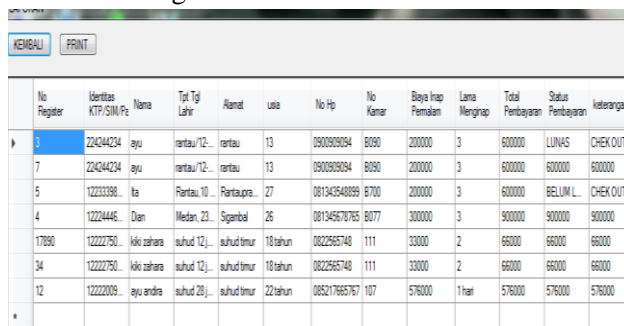 KEMBALI PRINT
No Register Identitas KTP/SIM/Pa Nama Tpt Tgl Lahir Alamat usia No Hp No Kamar Biaya Inap Permalam Lama Menginap Total Pembayaran Status Pembayaran keterangan
3 224244234 ayu rantau/12-... rantau 13 0900909094 B090 200000 3 600000 LUNAS CHEK OUT
7 224244234 ayu rantau/12-... rantau 13 0900909094 B090 200000 3 600000 600000 600000
5 12233398... ita Rantau,10 ... Rantaupra... 27 081343548899 B700 200000 3 600000 BELUM L... CHEK OUT
4 12224446... Dian Medan, 23... Sigambal 26 081345678765 B077 300000 3 900000 900000 900000
17890 12222750... kiki zahara suhud 12 j... suhud timur 18 tahun 0822565748 111 33000 2 66000 66000 66000
34 12222750... kiki zahara suhud 12 j... suhud timur 18 tahun 0822565748 111 33000 2 66000 66000 66000
12 12222009... ayu andira suhud 28 j... suhud timur 22 tahun 085217665767 107 576000 1 hari 576000 576000 576000